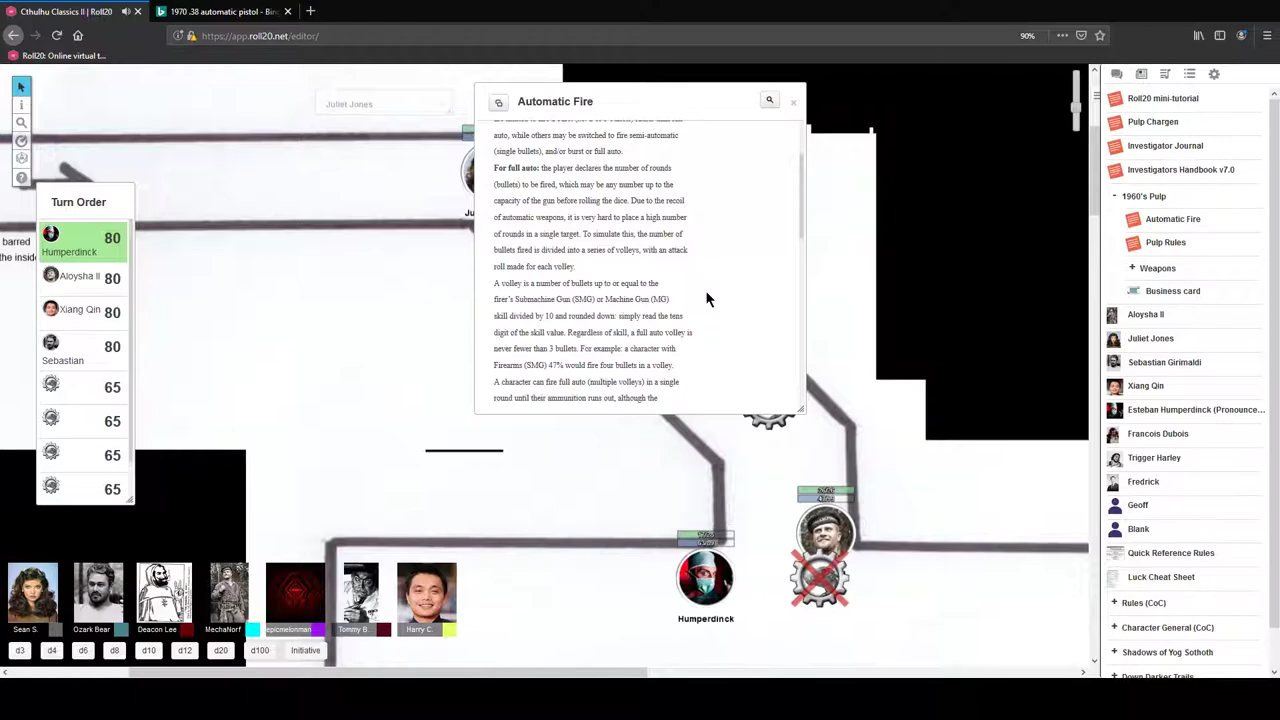 Cthulhu Classics II | Roll20
1970 .38 automatic pistol - Bin
https://app.roll20.net/editor/
90%
Roll20: Online virtual t...
Juliet Jones
Automatic Fire
auto, while others may be switched to fire semi-automatic
(single bullets), and/or burst or full auto.
For full auto: the player declares the number of rounds
(bullets) to be fired, which may be any number up to the
capacity of the gun before rolling the dice. Due to the recoil
of automatic weapons, it is very hard to place a high number
of rounds in a single target. To simulate this, the number of
bullets fired is divided into a series of volleys, with an attack
roll made for each volley.
A volley is a number of bullets up to or equal to the
firer's Submachine Gun (SMG) or Machine Gun (MG)
skill divided by 10 and rounded down: simply read the tens
digit of the skill value. Regardless of skill, a full auto volley is
never fewer than 3 bullets. For example: a character with
Firearms (SMG) 47% would fire four bullets in a volley.
A character can fire full auto (multiple volleys) in a single
round until their ammunition runs out, although the
Turn Order
80
Humperdinck
Aloysha II
80
Xiang Qin
80
80
Sebastian
65
65
65
65
barred
the inside
Ju
Humperdinck
Sean S.
Ozark Bear
Deacon Lee
MechaNorf
epicmelonman
Tommy B.
Harry C.
d3
d4
d6
d8
d10
d12
d20
d100
Initiative
Roll20 mini-tutorial
Pulp Chargen
Investigator Journal
Investigators Handbook v7.0
1960's Pulp
Automatic Fire
Pulp Rules
Weapons
Business card
Aloysha II
Juliet Jones
Sebastian Girimaldi
Xiang Qin
Esteban Humperdinck (Pronounce...
Francois Dubois
Trigger Harley
Fredrick
Geoff
Blank
Quick Reference Rules
Luck Cheat Sheet
Rules (CoC)
Character General (CoC)
Shadows of Yog Sothoth
Down Darker Trails